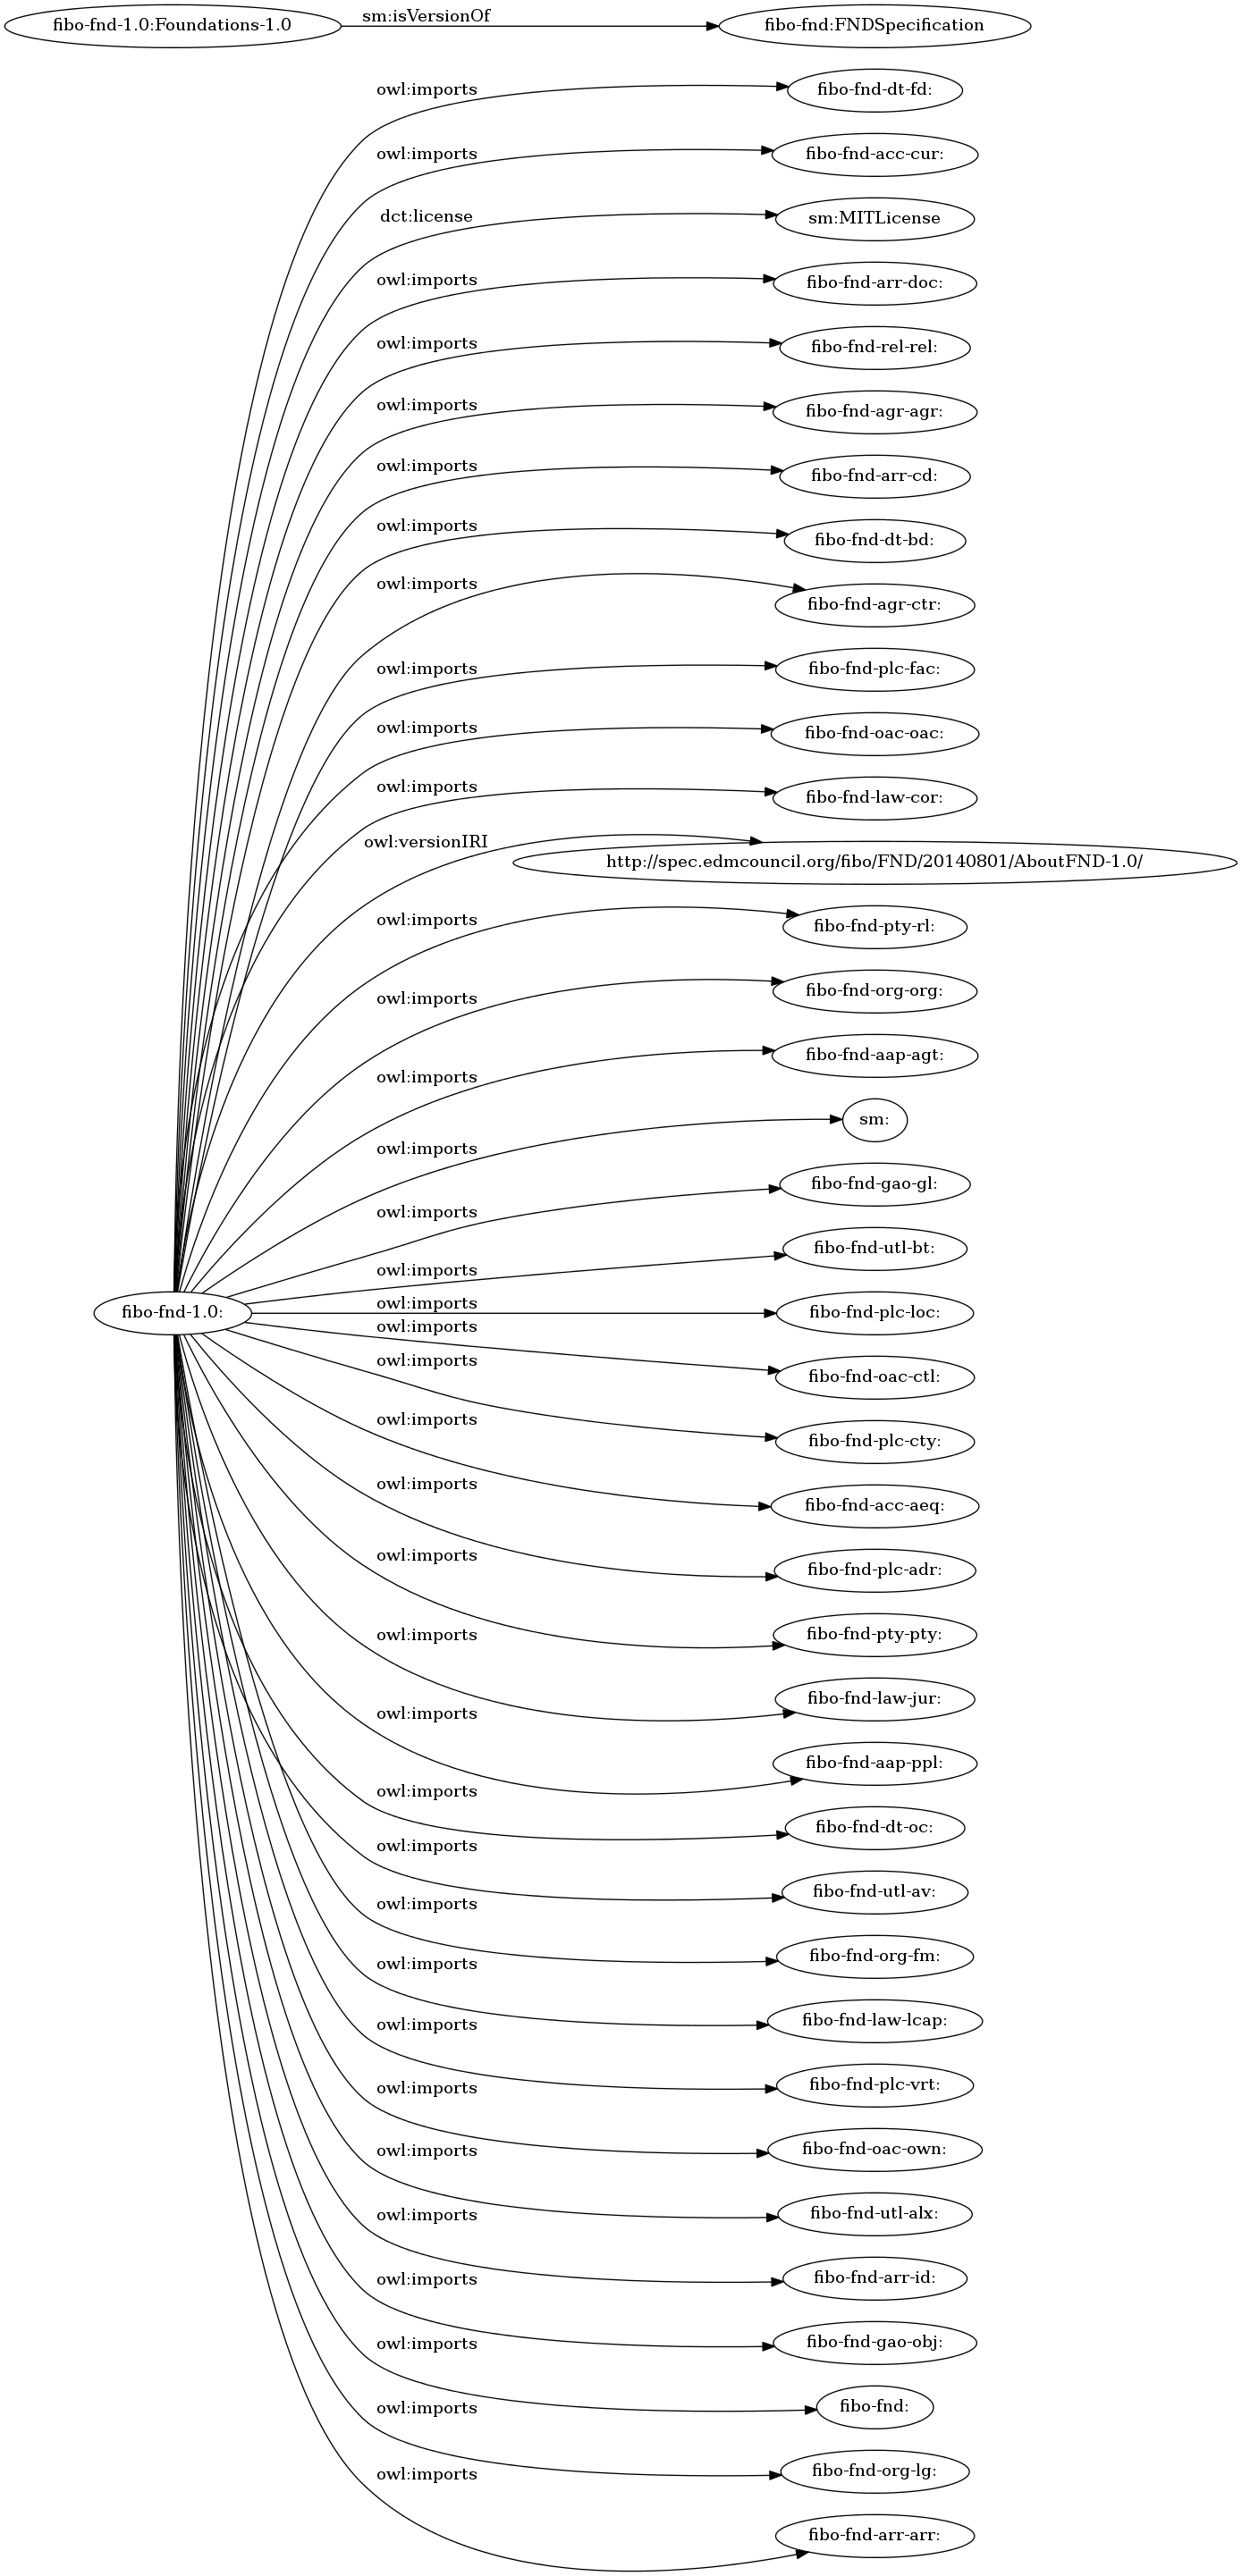 fibo-fnd-1.0:Foundations-1.0 sm:isVersionOf fibo-fnd:FNDSpecification
owl:imports fibo-fnd-dt-fd:
owl:imports fibo-fnd-acc-cur:
dct:license sm:MITLicense
owl:imports fibo-fnd-arr-doc:
owl:imports fibo-fnd-rel-rel:
owl:imports fibo-fnd-agr-agr:
owl:imports fibo-fnd-arr-cd:
owl:imports fibo-fnd-dt-bd:
owl:imports fibo-fnd-agr-ctr:
owl:imports fibo-fnd-plc-fac:
owl:imports fibo-fnd-oac-oac:
owl:imports fibo-fnd-law-cor:
owl:versionIRI http://spec.edmcouncil.org/fibo/FND/20140801/AboutFND-1.0/
owl:imports fibo-fnd-pty-rl:
owl:imports fibo-fnd-org-org:
owl:imports fibo-fnd-aap-agt:
owl:imports sm:
owl:imports fibo-fnd-gao-gl:
owl:imports fibo-fnd-utl-bt:
fibo-fnd-1.0: owl:imports fibo-fnd-plc-loc:
owl:imports fibo-fnd-oac-ctl:
owl:imports fibo-fnd-plc-cty:
owl:imports fibo-fnd-acc-aeq:
owl:imports fibo-fnd-plc-adr:
owl:imports fibo-fnd-pty-pty:
owl:imports fibo-fnd-law-jur:
owl:imports fibo-fnd-aap-ppl:
owl:imports fibo-fnd-dt-oc:
owl:imports fibo-fnd-utl-av:
owl:imports fibo-fnd-org-fm:
owl:imports fibo-fnd-law-lcap:
owl:imports fibo-fnd-plc-vrt:
owl:imports fibo-fnd-oac-own:
owl:imports fibo-fnd-utl-alx:
owl:imports fibo-fnd-arr-id:
owl:imports fibo-fnd-gao-obj:
owl:imports fibo-fnd:
owl:imports fibo-fnd-org-lg:
owl:imports fibo-fnd-arr-arr: